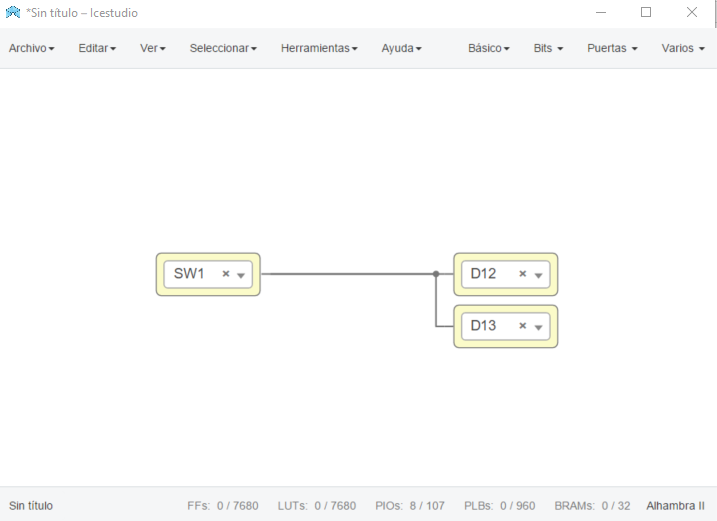 *Sin título – Icestudio
Archivo Editar Ver Seleccionar Herramientas Ayuda Básico Bits Puertas Varios
SW1 × D12 ×
D13 ×
Sin título FFs: 0 / 7680 LUTs: 0 / 7680 PIOs: 8 / 107 PLBs: 0 / 960 BRAMs: 0 / 32 Alhambra II